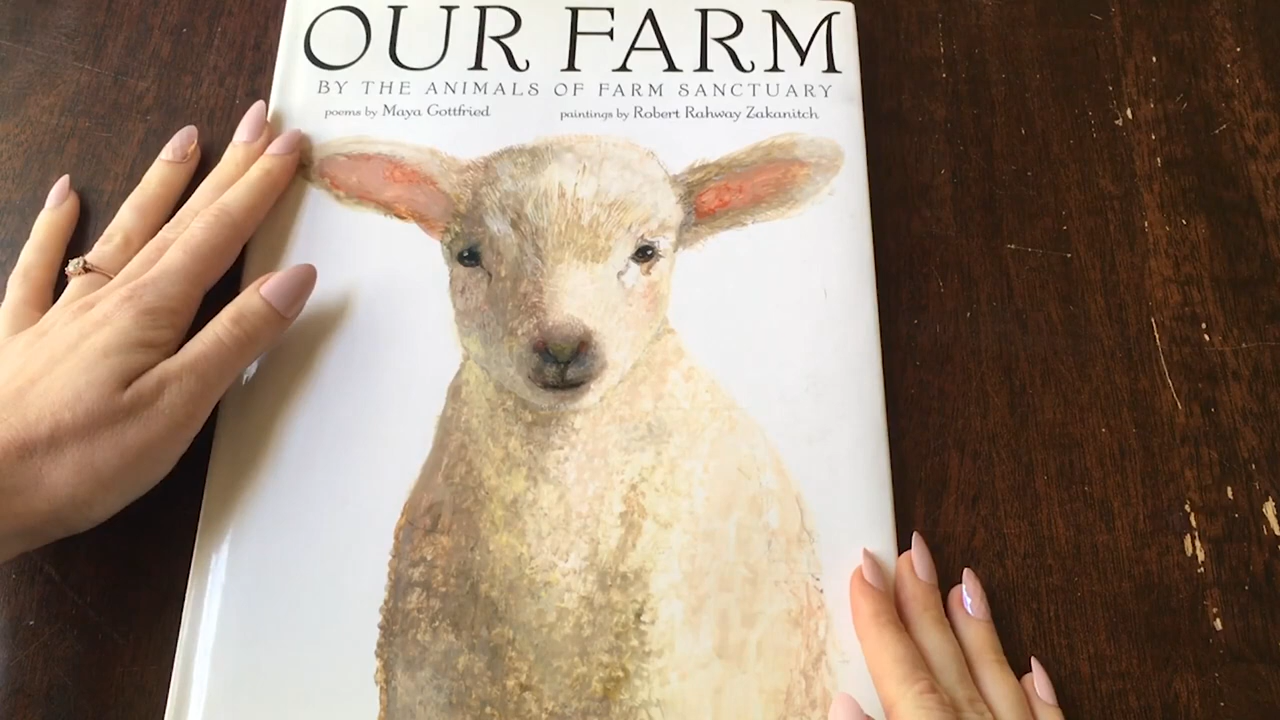 OUR FARM
BY THE ANIMALS OF FARM SANCTUARY
poems by Maya Gottfried
paintings by Robert Rahway Zakanitch